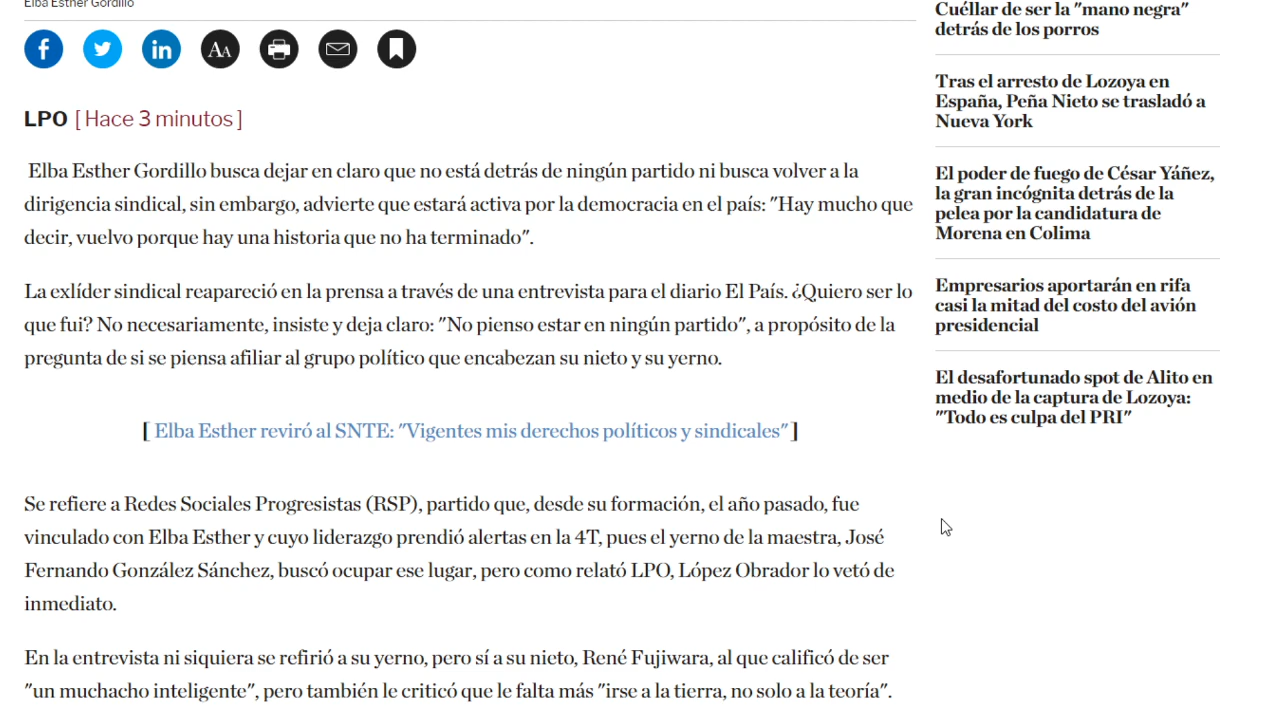 Elba Esther Gordillo
LPO [ Hace 3 minutos ]
Elba Esther Gordillo busca dejar en claro que no está detrás de ningún partido ni busca volver a la
dirigencia sindical, sin embargo, advierte que estará activa por la democracia en el país: "Hay mucho que
decir, vuelvo porque hay una historia que no ha terminado".
La exlíder sindical reapareció en la prensa a través de una entrevista para el diario El País. ¿Quiero ser lo
que fui? No necesariamente, insiste y deja claro: "No pienso estar en ningún partido", a propósito de la
pregunta de si se piensa afiliar al grupo político que encabezan su nieto y su yerno.
[ Elba Esther reviró al SNTE: "Vigentes mis derechos políticos y sindicales" ]
Se refiere a Redes Sociales Progresistas (RSP), partido que, desde su formación, el año pasado, fue
vinculado con Elba Esther y cuyo liderazgo prendió alertas en la 4T, pues el yerno de la maestra, José
Fernando González Sánchez, buscó ocupar ese lugar, pero como relató LPO, López Obrador lo vetó de
inmediato.
En la entrevista ni siquiera se refirió a su yerno, pero sí a su nieto, René Fujiwara, al que calificó de ser
"un muchacho inteligente", pero también le criticó que le falta más "irse a la tierra, no solo a la teoría".
Cuéllar de ser la "mano negra"
detrás de los porros
Tras el arresto de Lozoya en
España, Peña Nieto se trasladó a
Nueva York
El poder de fuego de César Yáñez,
la gran incógnita detrás de la
pelea por la candidatura de
Morena en Colima
Empresarios aportarán en rifa
casi la mitad del costo del avión
presidencial
El desafortunado spot de Alito en
medio de la captura de Lozoya:
"Todo es culpa del PRI"